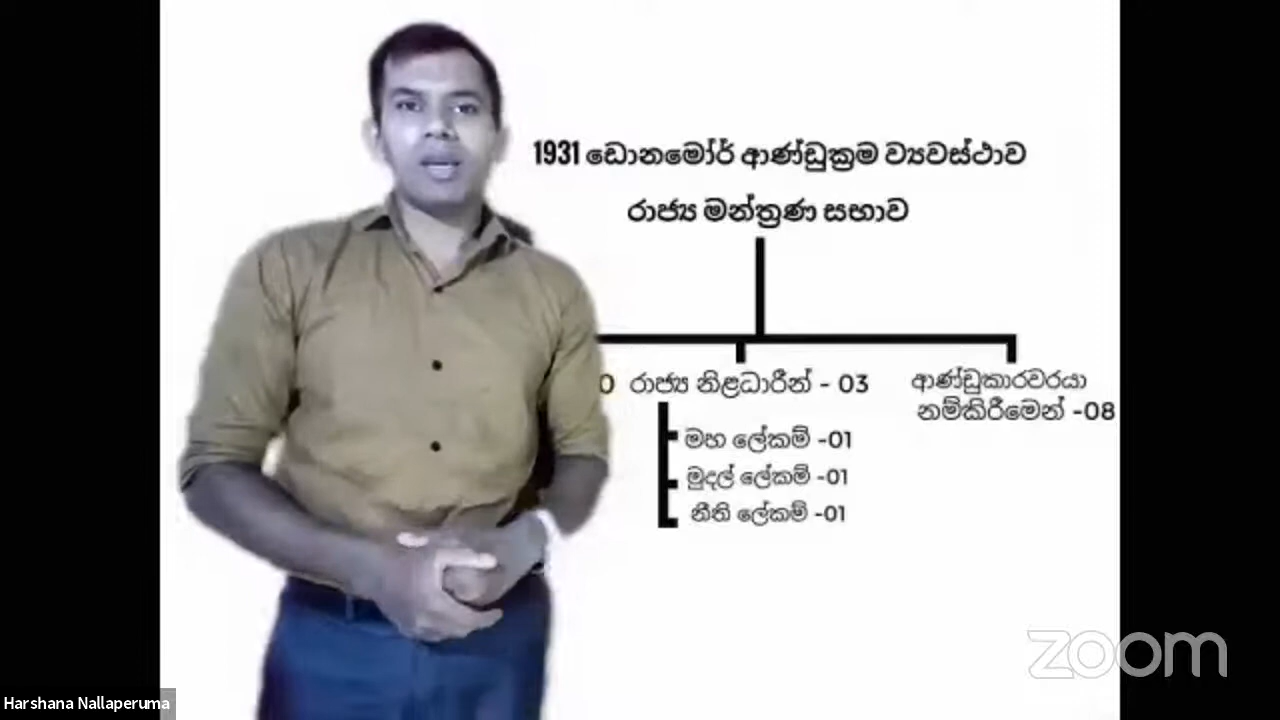 1931 ඩොනමෝර් ආණ්ඩුක්‍රම ව්‍යවස්ථාව
රාජ්‍ය මන්ත්‍රණ සභාව
0 රාජ්‍ය නිළධාරීන් - 03
ආණ්ඩුකාරවරයා
නම්කිරීමෙන් -08
මහ ලේකම් -01
මුදල් ලේකම් -01
නීති ලේකම් -01
zoom
Harshana Nallaperuma